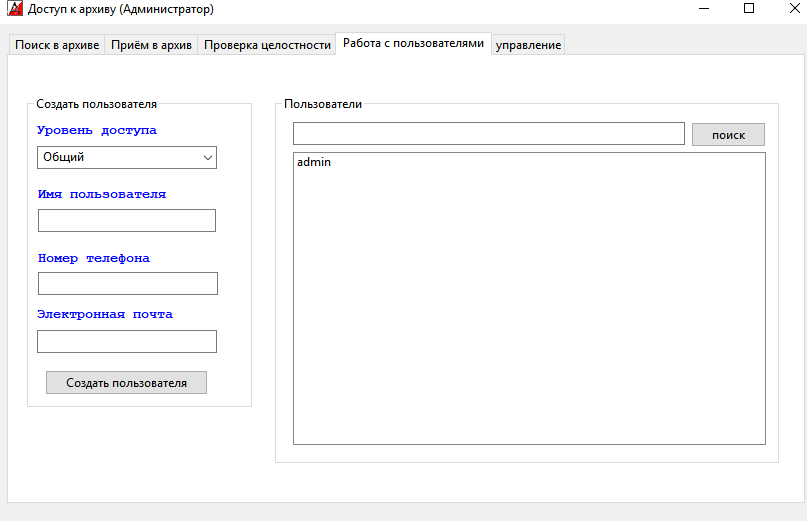 Доступ к архиву (Администратор)
Поиск в архиве Приём в архив Проверка целостности Работа с пользователями управление
Создать пользователя
Уровень доступа
Общий
Имя пользователя
Номер телефона
Электронная почта
Создать пользователя
Пользователи
поиск
admin